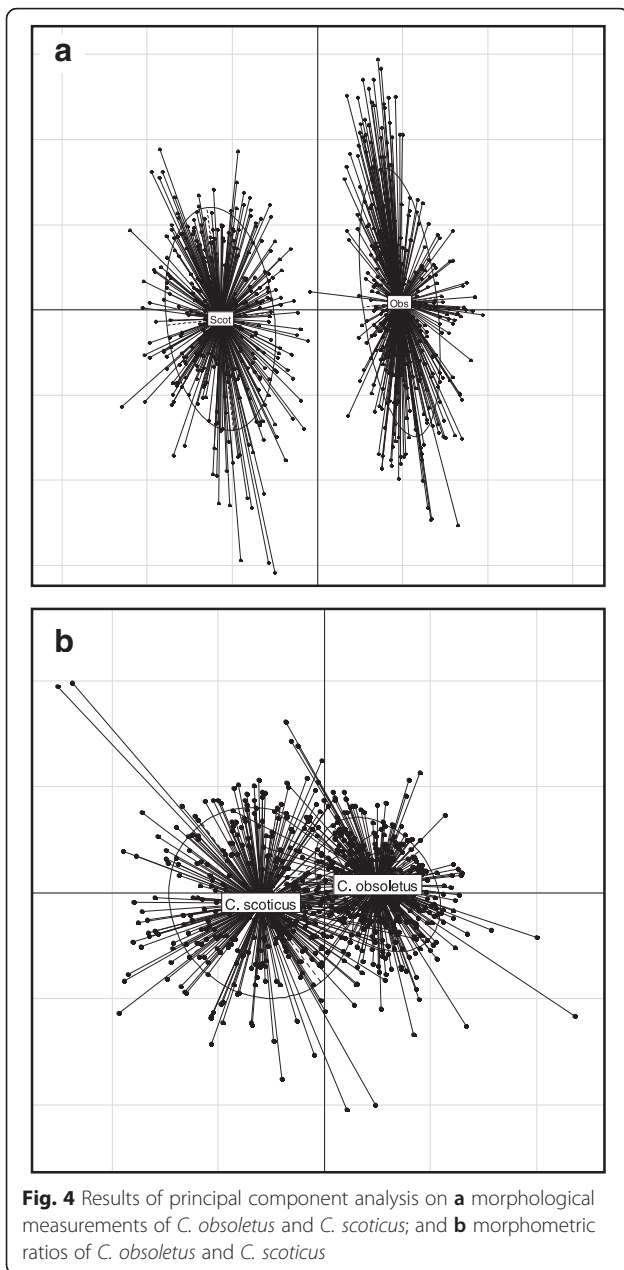 a
Scot
Obs
b
C. scoticus
C. obsoletus
Fig. 4 Results of principal component analysis on a morphological
measurements of C. obsoletus and C. scoticus; and b morphometric
ratios of C. obsoletus and C. scoticus